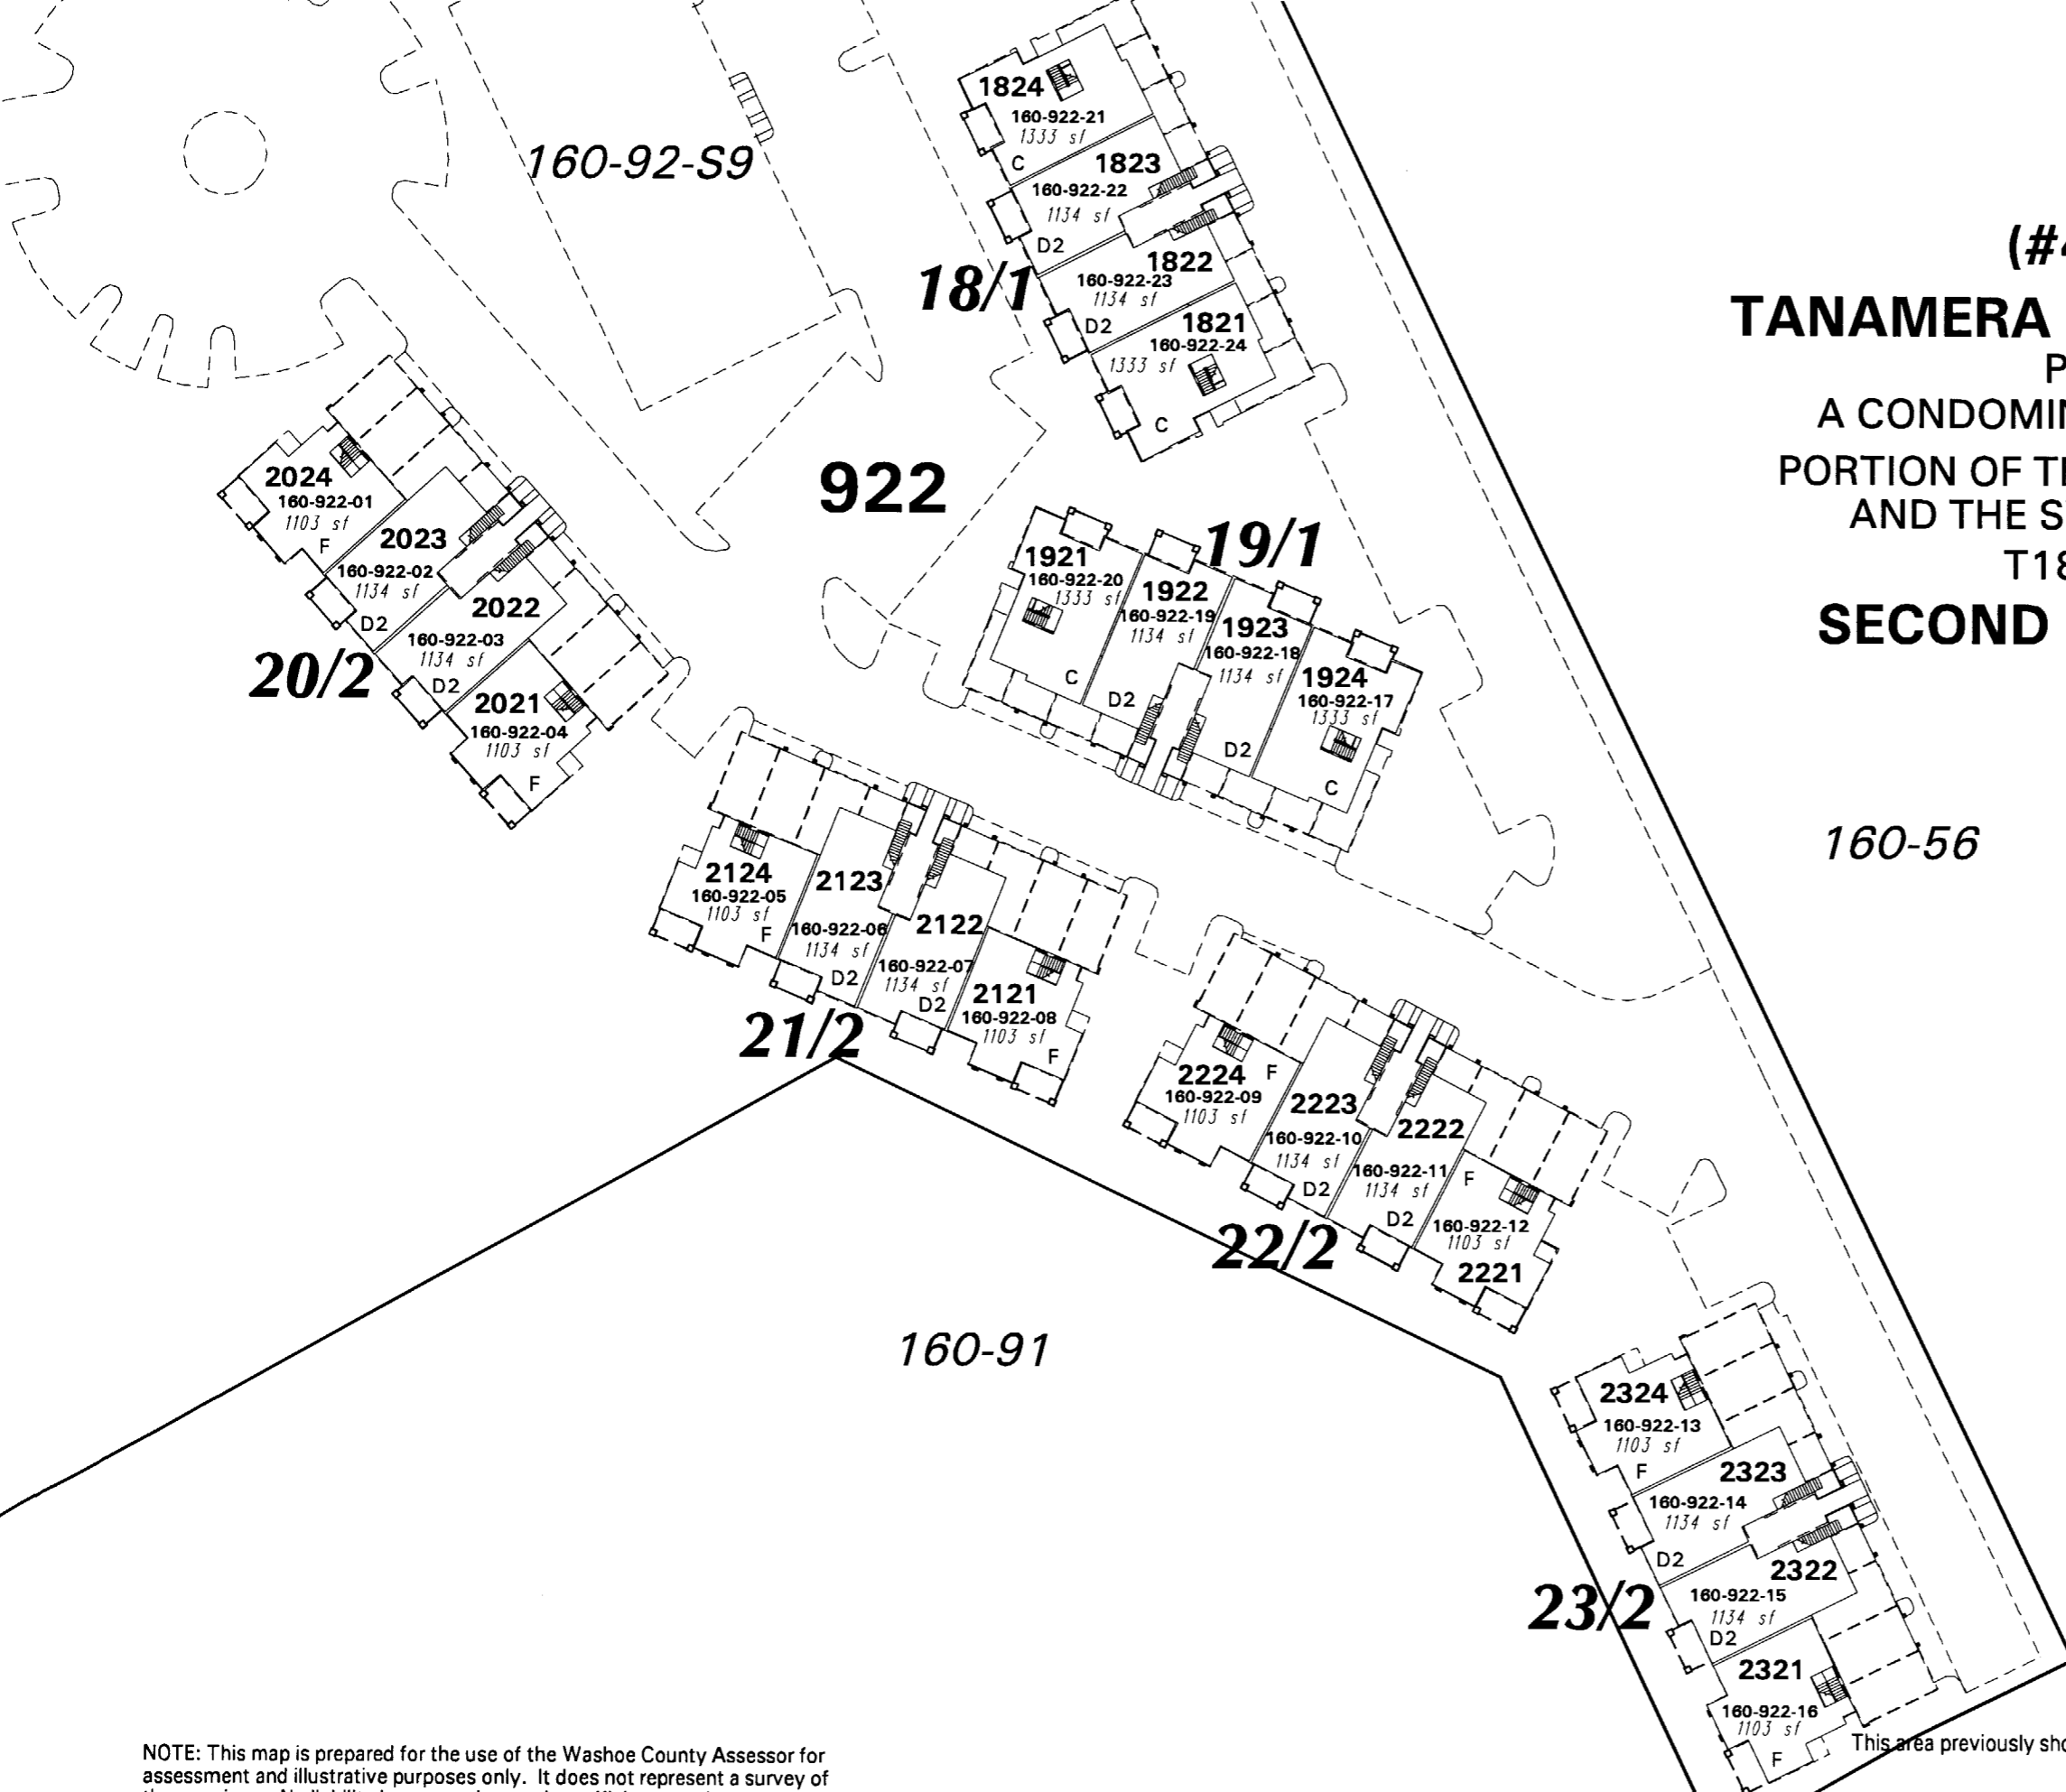 160-92-S9
1824
160-922-21
1333 sf
C
1823
160-922-22
1134 sf
D2
18/1
1822
160-922-23
1134 sf
D2
1821
160-922-24
1333 sf
C
(#4
TANAMERA
P
A CONDOMIN
PORTION OF TH
AND THE S
T18
SECOND
922
2024
160-922-01
1103 sf
F
2023
160-922-02
1134 sf
D2
2022
160-922-03
1134 sf
D2
20/2
2021
160-922-04
1103 sf
F
19/1
1921
160-922-20
1333 sf
C
1922
160-922-19
1134 sf
D2
1923
160-922-18
1134 sf
D2
1924
160-922-17
1333 sf
C
160-56
2124
160-922-05
1103 sf
F
2123
160-922-06
1134 sf
D2
2122
160-922-07
1134 sf
D2
2121
160-922-08
1103 sf
F
21/2
2224
F
160-922-09
1103 sf
2223
160-922-10
1134 sf
D2
2222
160-922-11
1134 sf
D2
F
160-922-12
1103 sf
2221
22/2
160-91
2324
160-922-13
1103 sf
F
2323
160-922-14
1134 sf
D2
2322
160-922-15
1134 sf
D2
23/2
2321
160-922-16
1103 sf
F
This area previously sho
NOTE: This map is prepared for the use of the Washoe County Assessor for
assessment and illustrative purposes only. It does not represent a survey of